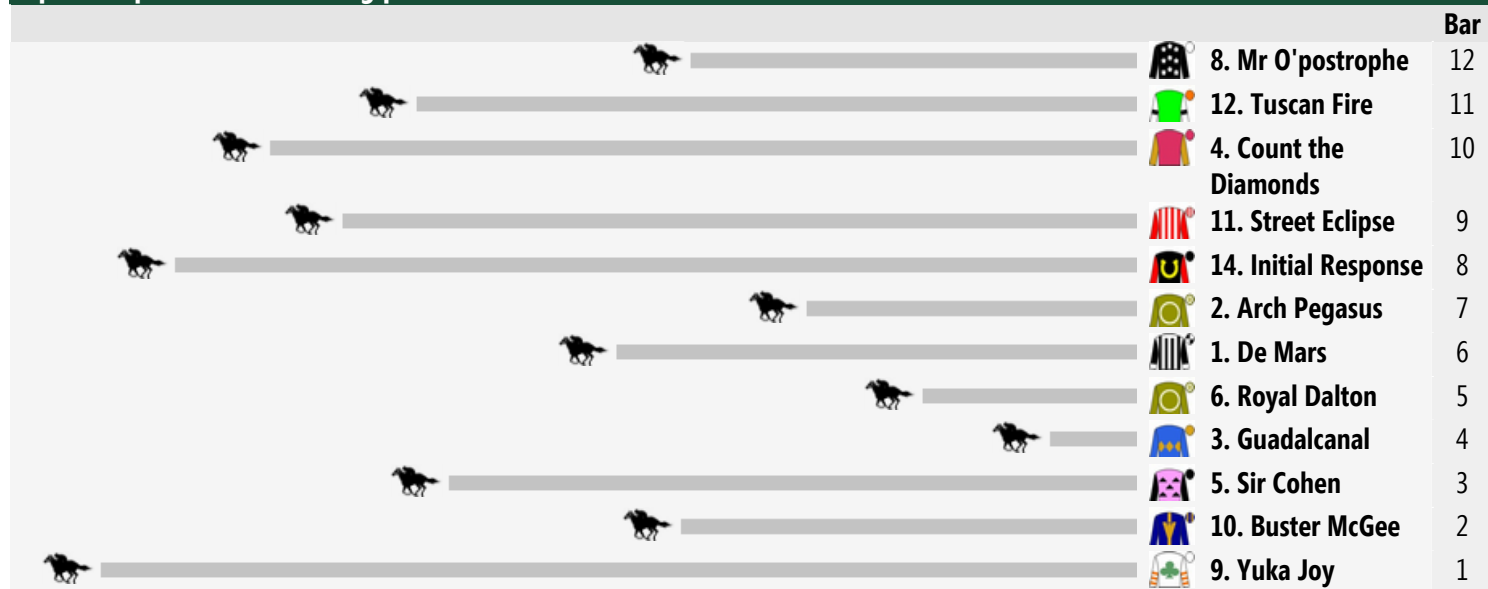 Bar
8. Mr O'postrophe 12
12. Tuscan Fire 11
4. Count the 10
Diamonds
11. Street Eclipse 9
14. Initial Response 8
2. Arch Pegasus 7
1. De Mars 6
6. Royal Dalton 5
3. Guadalcanal 4
5. Sir Cohen 3
10. Buster McGee 2
9. Yuka Joy 1